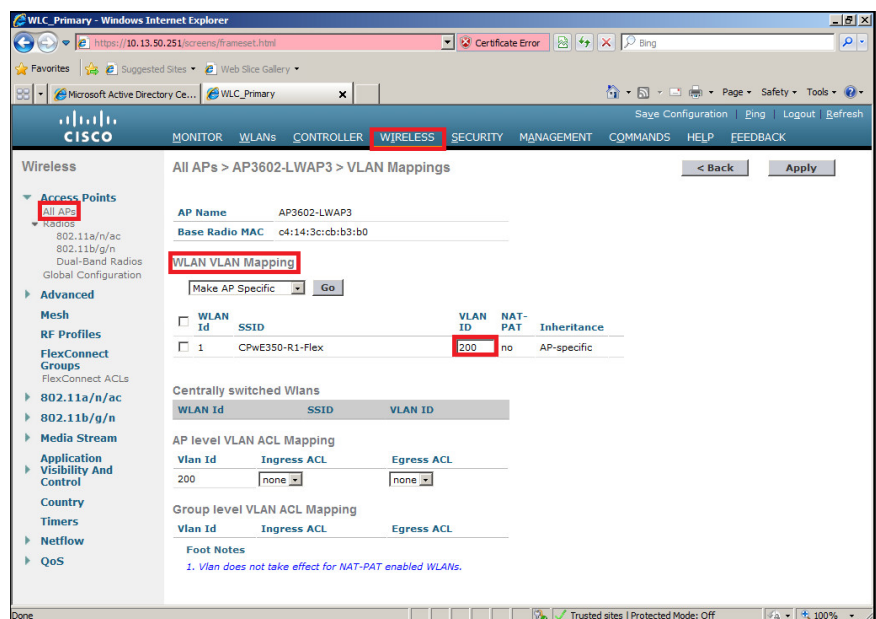 WLC_Primary - Windows Internet Explorer
https://10.13.50.251/screens/frameset.html
Certificate Error
Bing
Favorites
Suggested Sites
Web Slice Gallery
Microsoft Active Directory Ce...
WLC_Primary
Page
Safety
Tools
Save Configuration | Ping | Logout | Refresh
CISCO
MONITOR WLANs CONTROLLER WIRELESS SECURITY MANAGEMENT COMMANDS HELP FEEDBACK
Wireless
Access Points
All APs
Radios
802.11a/n/ac
802.11b/g/n
Dual-Band Radios
Global Configuration
Advanced
Mesh
RF Profiles
FlexConnect
Groups
FlexConnect ACLs
802.11a/n/ac
802.11b/g/n
Media Stream
Application
Visibility And
Control
Country
Timers
Netflow
QoS
All APs > AP3602-LWAP3 > VLAN Mappings
< Back
Apply
AP Name AP3602-LWAP3
Base Radio MAC c4:14:3c:cb:b3:b0
WLAN VLAN Mapping
Make AP Specific Go
WLAN Id SSID VLAN ID NAT-PAT Inheritance
1 CPwE350-R1-Flex 200 no AP-specific
Centrally switched Wlans
WLAN Id SSID VLAN ID
AP level VLAN ACL Mapping
Vlan Id Ingress ACL Egress ACL
200 none none
Group level VLAN ACL Mapping
Vlan Id Ingress ACL Egress ACL
Foot Notes
1. Vlan does not take effect for NAT-PAT enabled WLANs.
Done
Trusted sites | Protected Mode: Off
100%